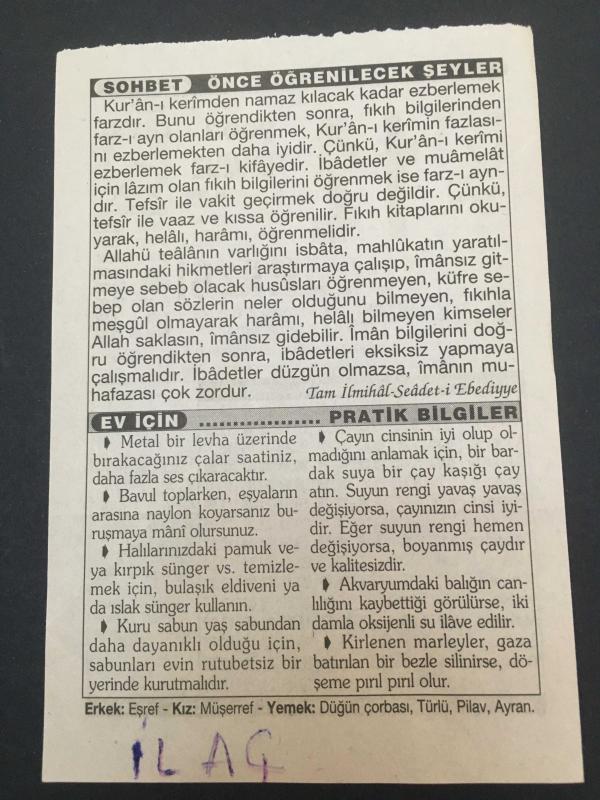 SOHBET ÖNCE ÖĞRENİLECEK ŞEYLER
Kur'ân-ı kerîmden namaz kılacak kadar ezberlemek
farzdır. Bunu öğrendikten sonra, fıkıh bilgilerinden
farz-ı ayn olanları öğrenmek, Kur'ân-ı kerîmin fazlası-
nı ezberlemekten daha iyidir. Çünkü, Kur'ân-ı kerîmi
ezberlemek farz-ı kifâyedir. İbâdetler ve muâmelât
için lâzım olan fıkıh bilgilerini öğrenmek ise farz-ı ayn-
dır. Tefsîr ile vakit geçirmek doğru değildir. Çünkü,
tefsîr ile vaaz ve kıssa öğrenilir. Fıkıh kitaplarını oku-
yarak, helâlı, harâmı, öğrenmelidir.
Allahü teâlânın varlığını isbâta, mahlûkatın yaratıl-
masındaki hikmetleri araştırmaya çalışıp, îmânsız git-
meye sebeb olacak husûsları öğrenmeyen, küfre se-
bep olan sözlerin neler olduğunu bilmeyen, fıkıhla
meşgûl olmayarak harâmı, helâlı bilmeyen kimseler
Allah saklasın, îmânsız gidebilir. Îmân bilgilerini doğ-
ru öğrendikten sonra, ibâdetleri eksiksiz yapmaya
çalışmalıdır. İbâdetler düzgün olmazsa, îmânın mu-
hafazası çok zordur. Tam İlmihâl-Seâdet-i Ebediyye
EV İÇİN .................... PRATİK BİLGİLER
Metal bir levha üzerinde
bırakacağınız çalar saatiniz,
daha fazla ses çıkaracaktır.
Bavul toplarken, eşyaların
arasına naylon koyarsanız bu-
ruşmaya mânî olursunuz.
Halılarınızdaki pamuk ve-
ya kırpık sünger vs. temizle-
mek için, bulaşık eldiveni ya
da ıslak sünger kullanın.
Kuru sabun yaş sabundan
daha dayanıklı olduğu için,
sabunları evin rutubetsiz bir
yerinde kurutmalıdır.
Çayın cinsinin iyi olup ol-
madığını anlamak için, bir bar-
dak suya bir çay kaşığı çay
atın. Suyun rengi yavaş yavaş
değişiyorsa, çayınızın cinsi iyi-
dir. Eğer suyun rengi hemen
değişiyorsa, boyanmış çaydır
ve kalitesizdir.
Akvaryumdaki balığın can-
lılığını kaybettiği görülürse, iki
damla oksijenli su ilâve edilir.
Kirlenen marleyler, gaza
batırılan bir bezle silinirse, dö-
şeme pırıl pırıl olur.
Erkek: Eşref - Kız: Müşerref - Yemek: Düğün çorbası, Türlü, Pilav, Ayran.
İLAÇ